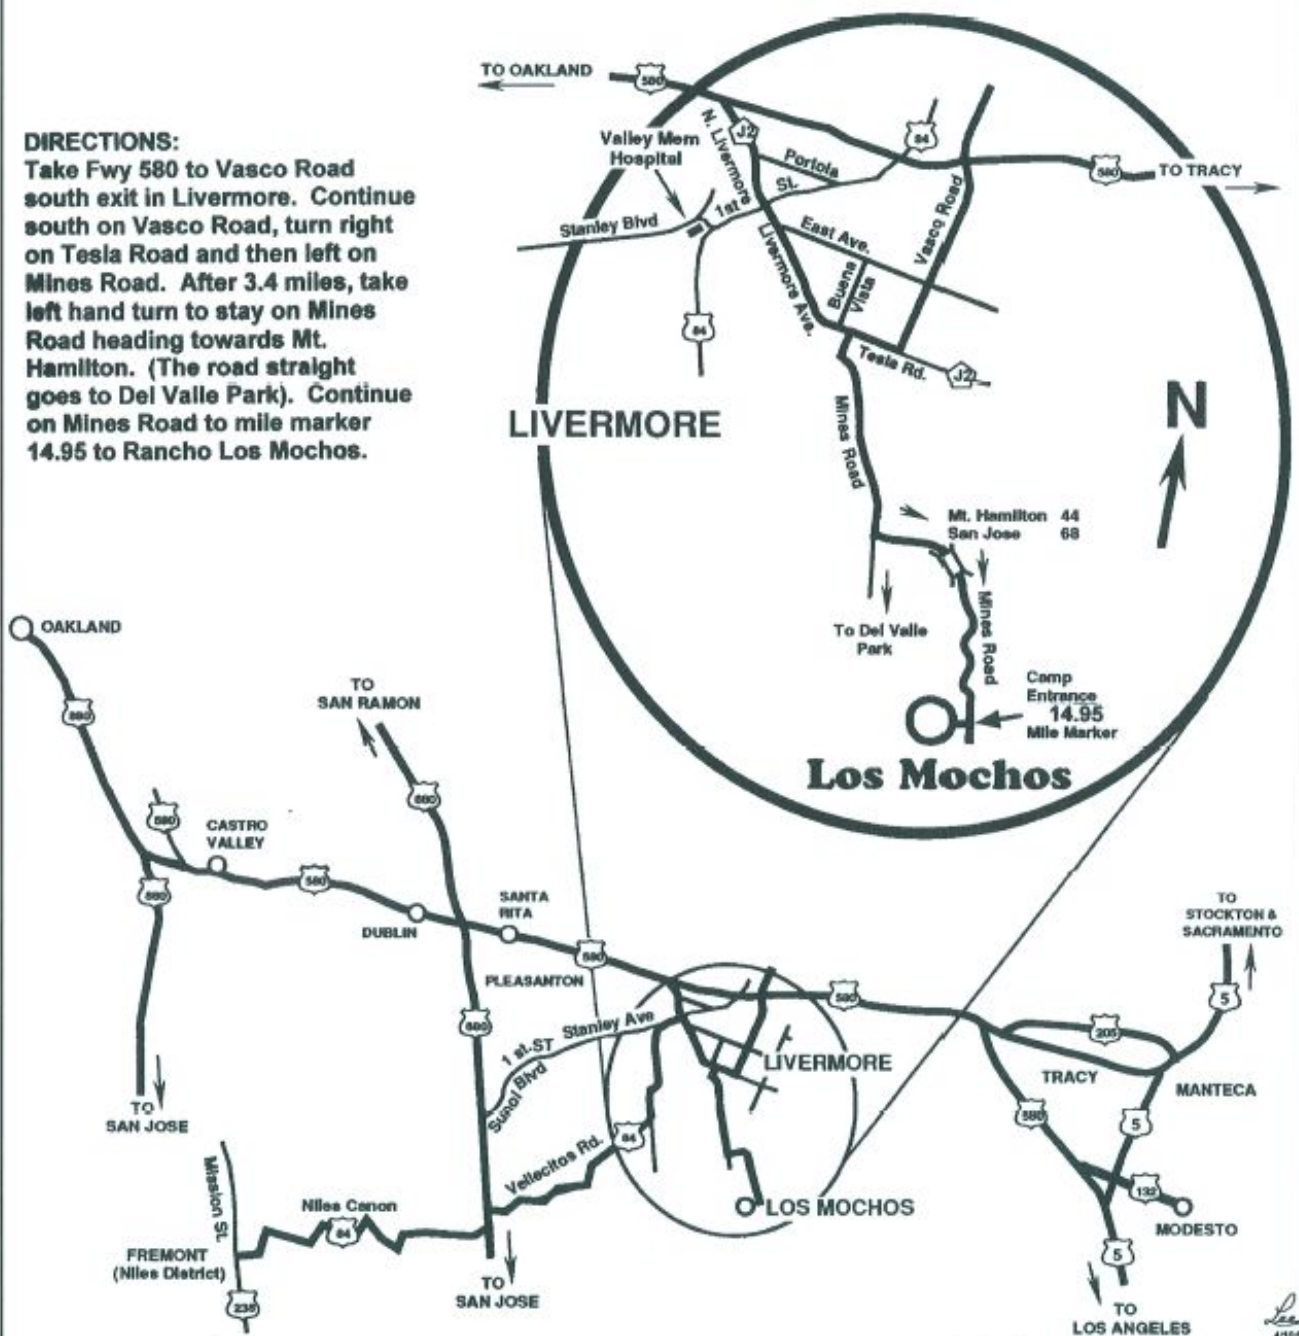 DIRECTIONS:
Take Fwy 580 to Vasco Road
south exit in Livermore. Continue
south on Vasco Road, turn right
on Tesla Road and then left on
Mines Road. After 3.4 miles, take
left hand turn to stay on Mines
Road heading towards Mt.
Hamilton. (The road straight
goes to Del Valle Park). Continue
on Mines Road to mile marker
14.95 to Rancho Los Mochos.
TO OAKLAND
580
Valley Mem
Hospital
N. Livermore
J2
Portola
84
580
TO TRACY
Stanley Blvd
1st
St.
East Ave.
Vasco Road
Livermore Ave.
Buena
Vista
84
Tesla Rd.
J2
LIVERMORE
N
Mines Road
Mt. Hamilton 44
San Jose 68
To Del Valle
Park
Mines Road
Camp
Entrance
14.95
Mile Marker
Los Mochos
OAKLAND
TO
SAN RAMON
680
580
CASTRO
VALLEY
580
DUBLIN
SANTA
RITA
580
PLEASANTON
680
TO
SAN JOSE
1 st. ST
Stanley Ave
Sunol Blvd
LIVERMORE
580
TO
STOCKTON &
SACRAMENTO
5
205
TRACY
MANTECA
580
5
132
MODESTO
5
TO
LOS ANGELES
Mission St.
Niles Canon
84
FREMONT
(Niles District)
238
Vellecitos Rd.
84
LOS MOCHOS
TO
SAN JOSE
Lee